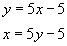 y = 5x − 5
x = 5y − 5